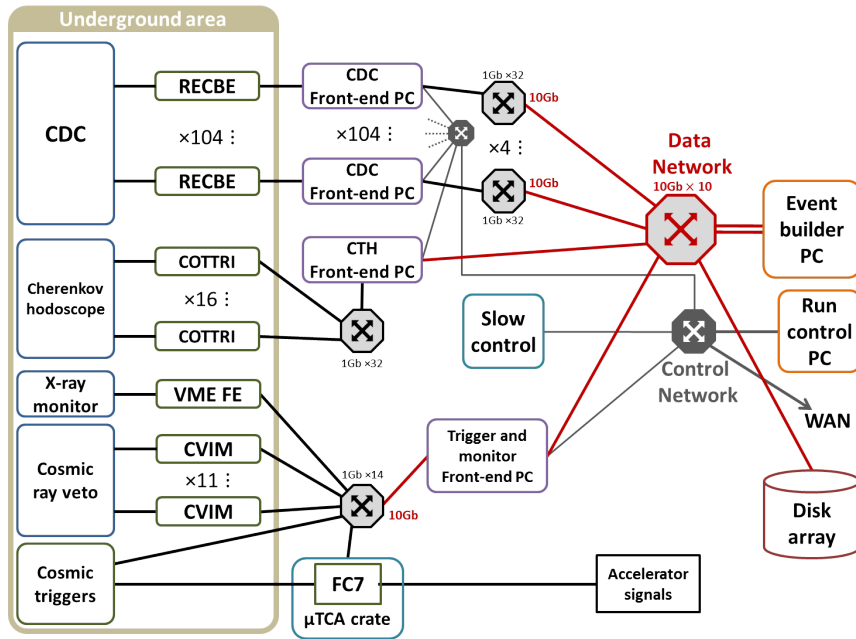 Underground area
CDC
RECBE
×104 ⋮
RECBE
CDC
Front-end PC
×104 ⋮
CDC
Front-end PC
1Gb ×32
10Gb
×4 ⋮
10Gb
1Gb ×32
Data
Network
10Gb × 10
Event
builder
PC
Cherenkov
hodoscope
COTTRI
×16 ⋮
COTTRI
CTH
Front-end PC
1Gb ×32
Slow
control
Control
Network
Run
control
PC
WAN
X-ray
monitor
VME FE
Cosmic
ray veto
CVIM
×11 ⋮
CVIM
1Gb ×14
10Gb
Trigger and
monitor
Front-end PC
Disk
array
Cosmic
triggers
FC7
μTCA crate
Accelerator
signals